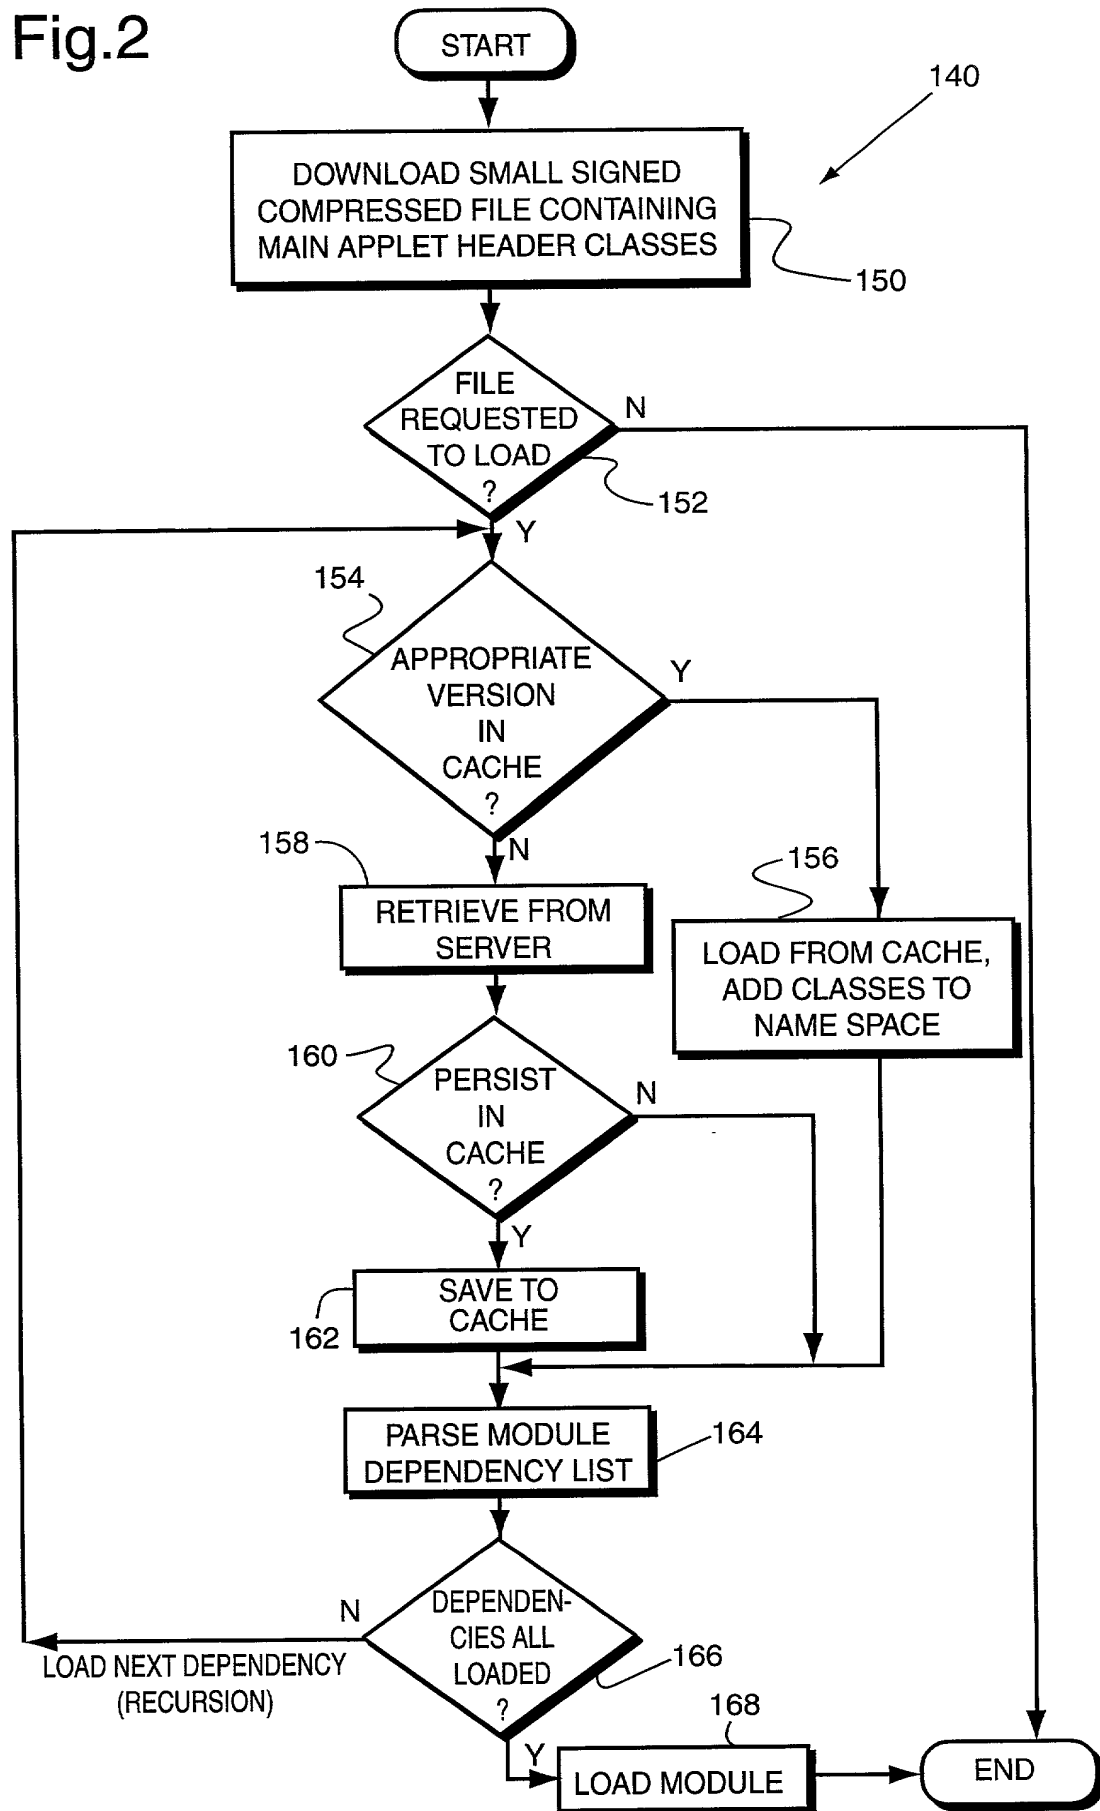 Fig.2
START
140
DOWNLOAD SMALL SIGNED
COMPRESSED FILE CONTAINING
MAIN APPLET HEADER CLASSES
150
FILE
REQUESTED
TO LOAD
?
N
152
Y
154
APPROPRIATE
VERSION
IN
CACHE
?
Y
N
158
RETRIEVE FROM
SERVER
156
LOAD FROM CACHE,
ADD CLASSES TO
NAME SPACE
160
PERSIST
IN
CACHE
?
N
Y
SAVE TO
CACHE
162
PARSE MODULE
DEPENDENCY LIST
164
DEPENDEN-
CIES ALL
LOADED
?
N
LOAD NEXT DEPENDENCY
(RECURSION)
166
168
Y
LOAD MODULE
END